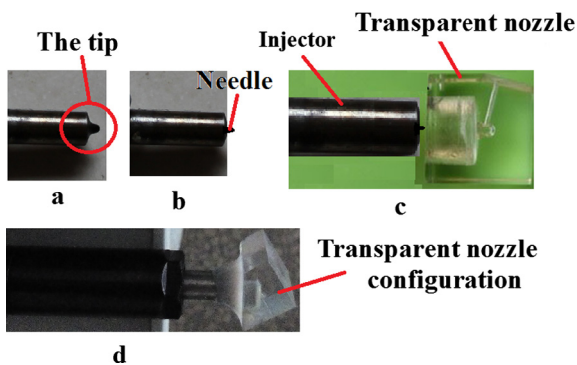 The tip
Needle
Injector
Transparent nozzle
a
b
c
Transparent nozzle
configuration
d